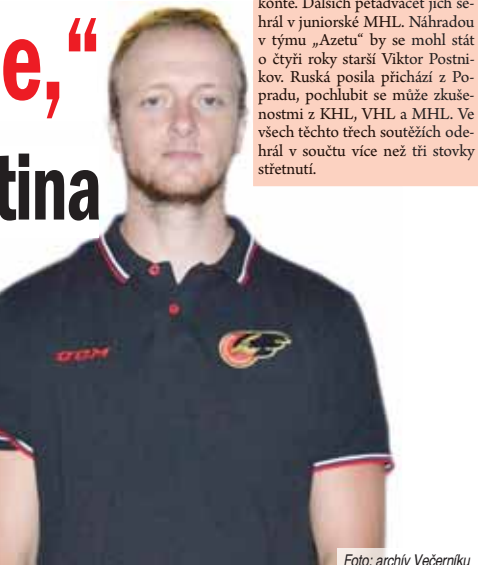 e,“
tina
kontě. Dalších pětadvacet jich se-
hrál v juniorské MHL. Náhradou
v týmu „Azetu“ by se mohl stát
o čtyři roky starší Viktor Postni-
kov. Ruská posila přichází z Po-
pradu, pochlubit se může zkuše-
nostmi z KHL, VHL a MHL. Ve
všech těchto třech soutěžích ode-
hrál v součtu více než tři stovky
střetnutí.
CCM
Foto: archív Večerníku